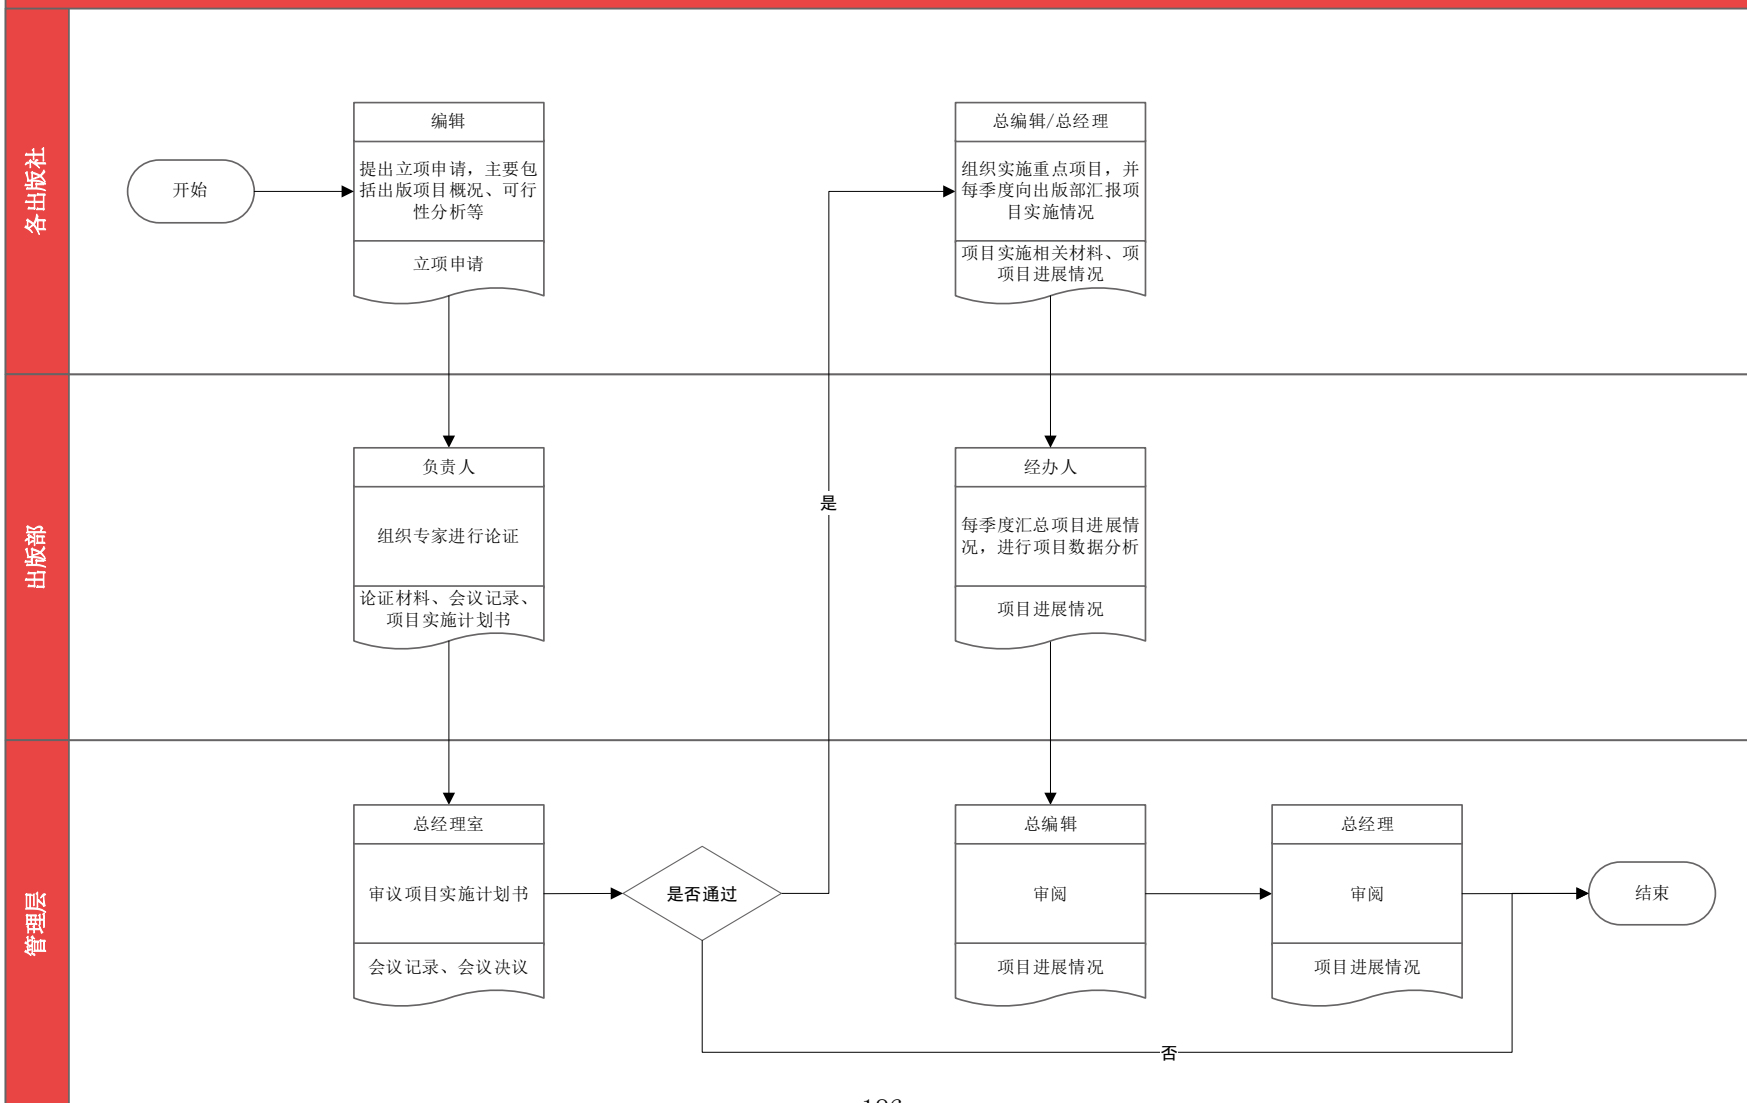 各出版社
开始
编辑
提出立项申请，主要包
括出版项目概况、可行
性分析等
立项申请
总编辑/总经理
组织实施重点项目，并
每季度向出版部汇报项
目实施情况
项目实施相关材料、项
项目进展情况
出版部
负责人
组织专家进行论证
论证材料、会议记录、
项目实施计划书
是
经办人
每季度汇总项目进展情
况，进行项目数据分析
项目进展情况
管理层
总经理室
审议项目实施计划书
会议记录、会议决议
是否通过
总编辑
审阅
项目进展情况
总经理
审阅
项目进展情况
结束
否